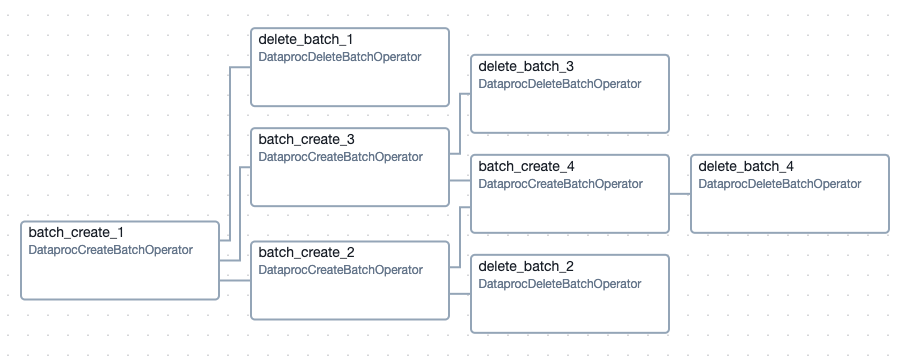 delete_batch_1
DataprocDeleteBatchOperator
delete_batch_3
DataprocDeleteBatchOperator
batch_create_3
DataprocCreateBatchOperator
batch_create_4
DataprocCreateBatchOperator
delete_batch_4
DataprocDeleteBatchOperator
batch_create_1
DataprocCreateBatchOperator
batch_create_2
DataprocCreateBatchOperator
delete_batch_2
DataprocDeleteBatchOperator